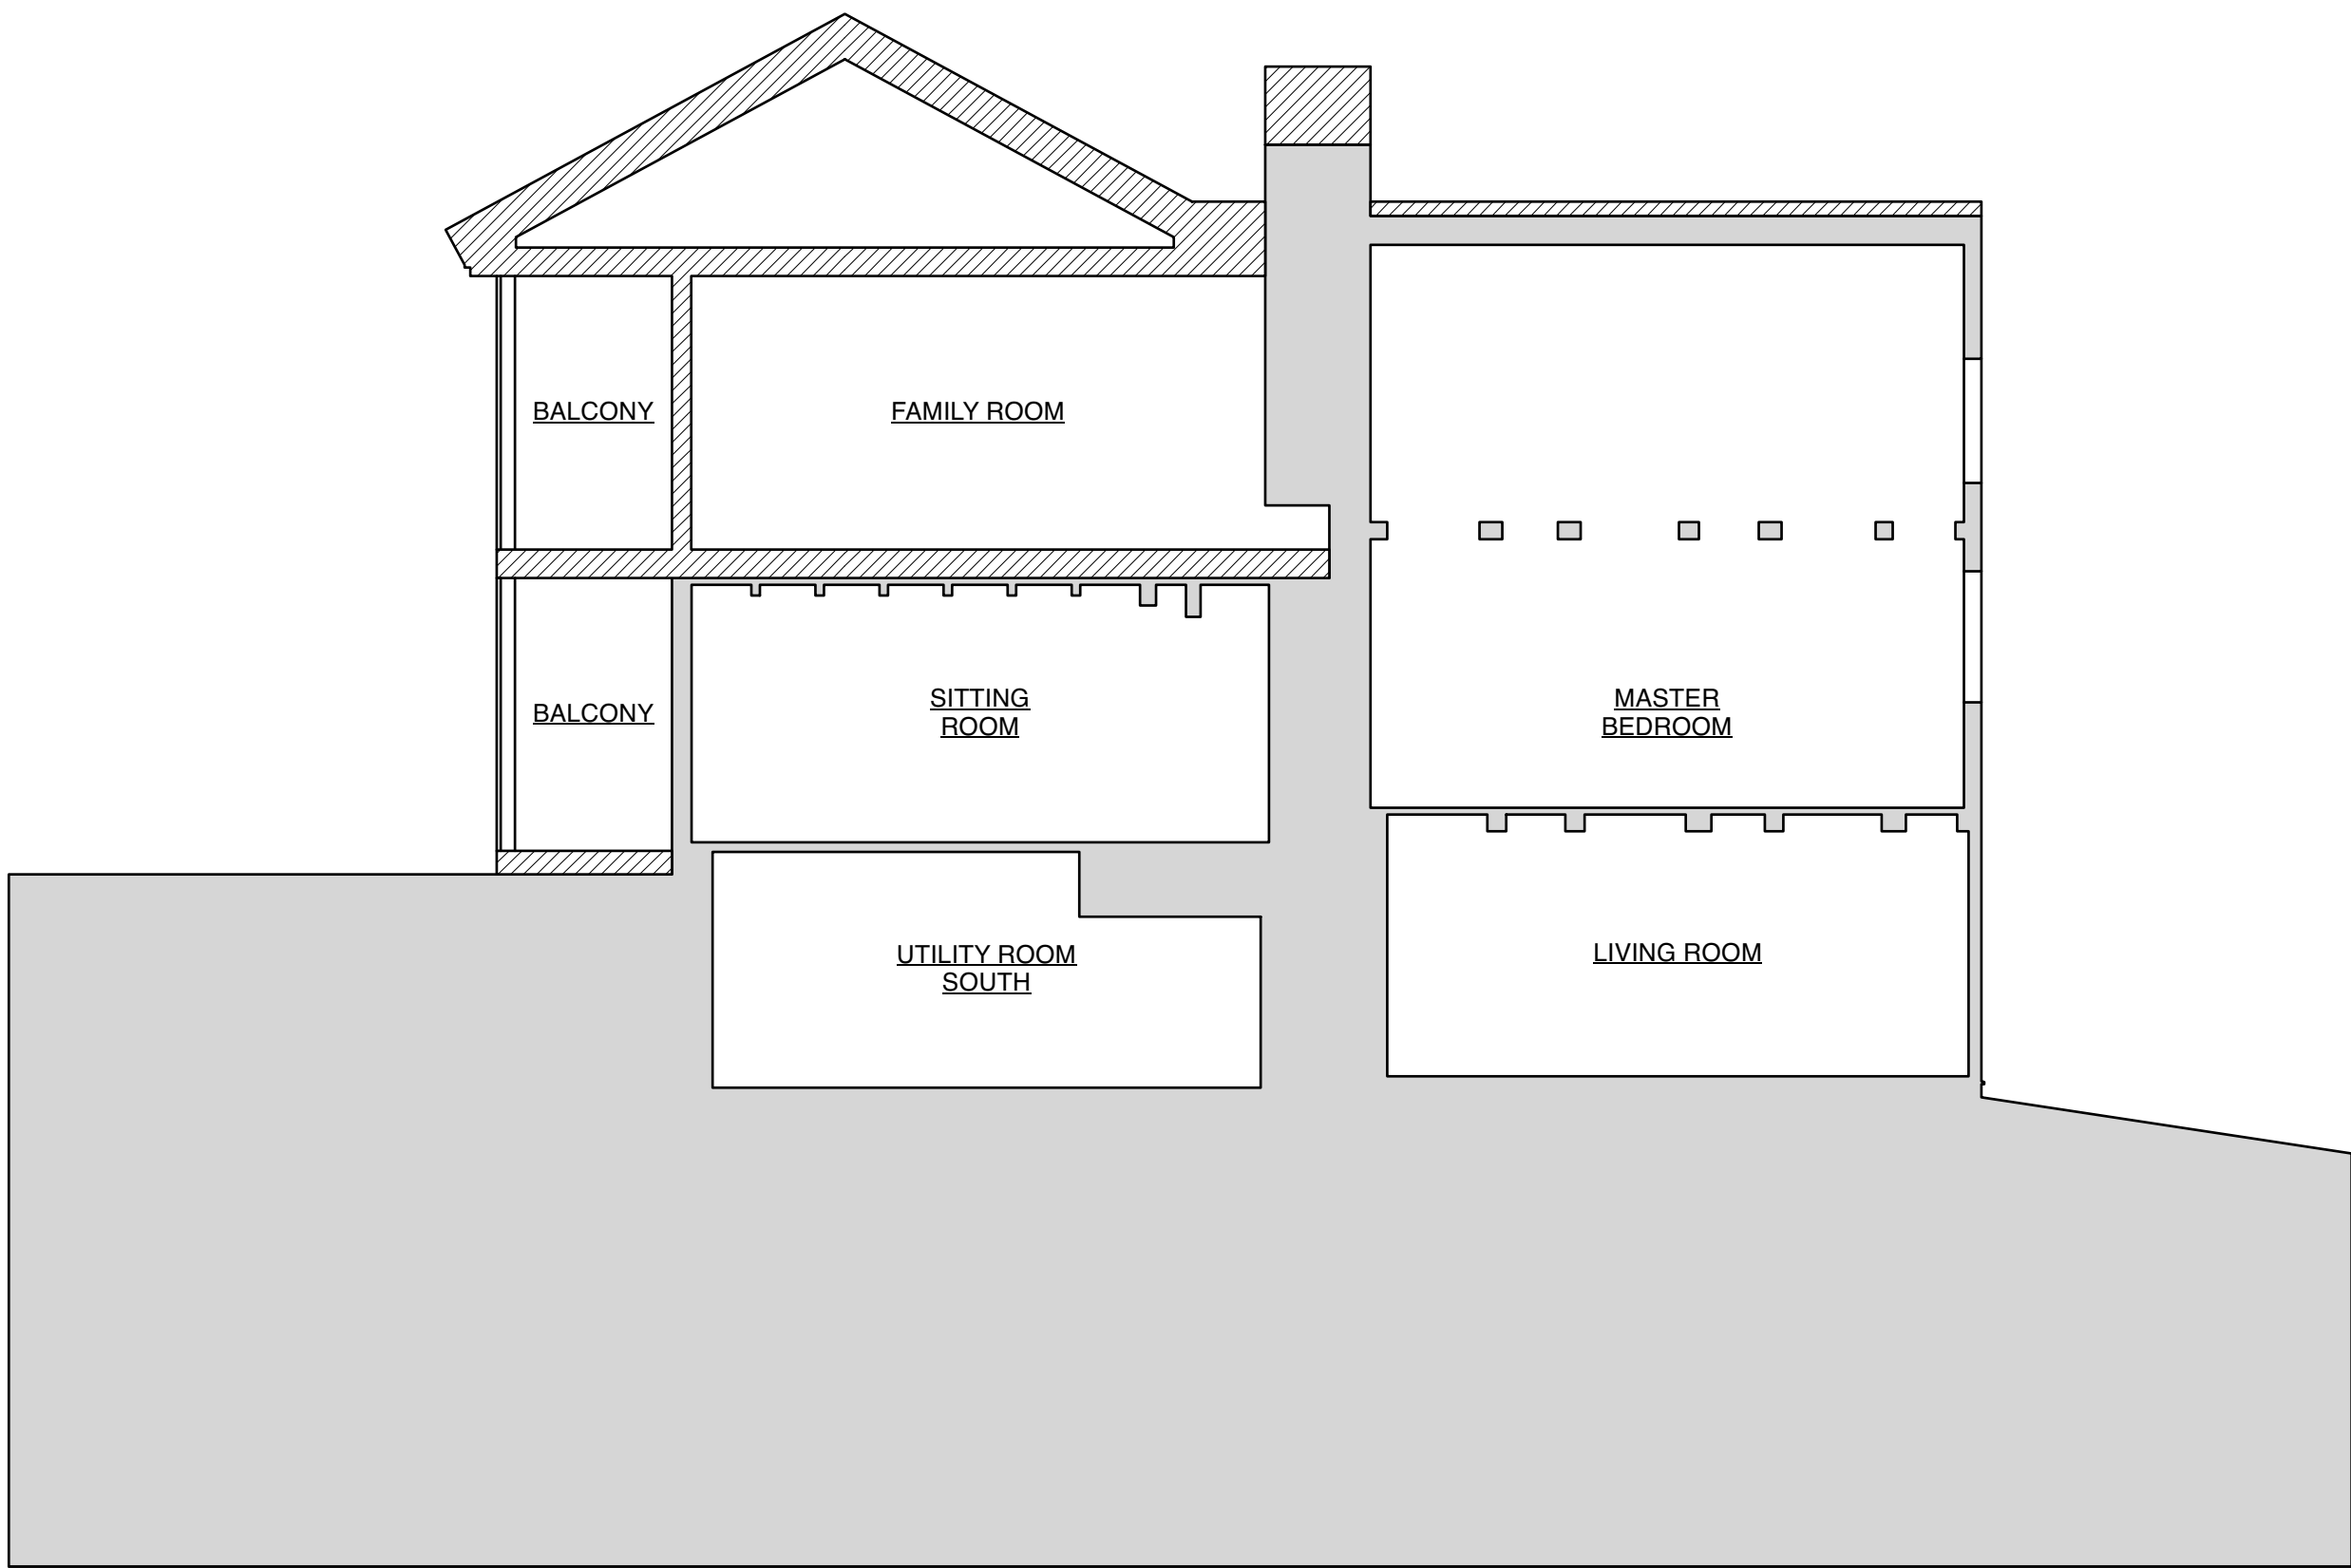 BALCONY
FAMILY ROOM
BALCONY
SITTING
ROOM
MASTER
BEDROOM
UTILITY ROOM
SOUTH
LIVING ROOM